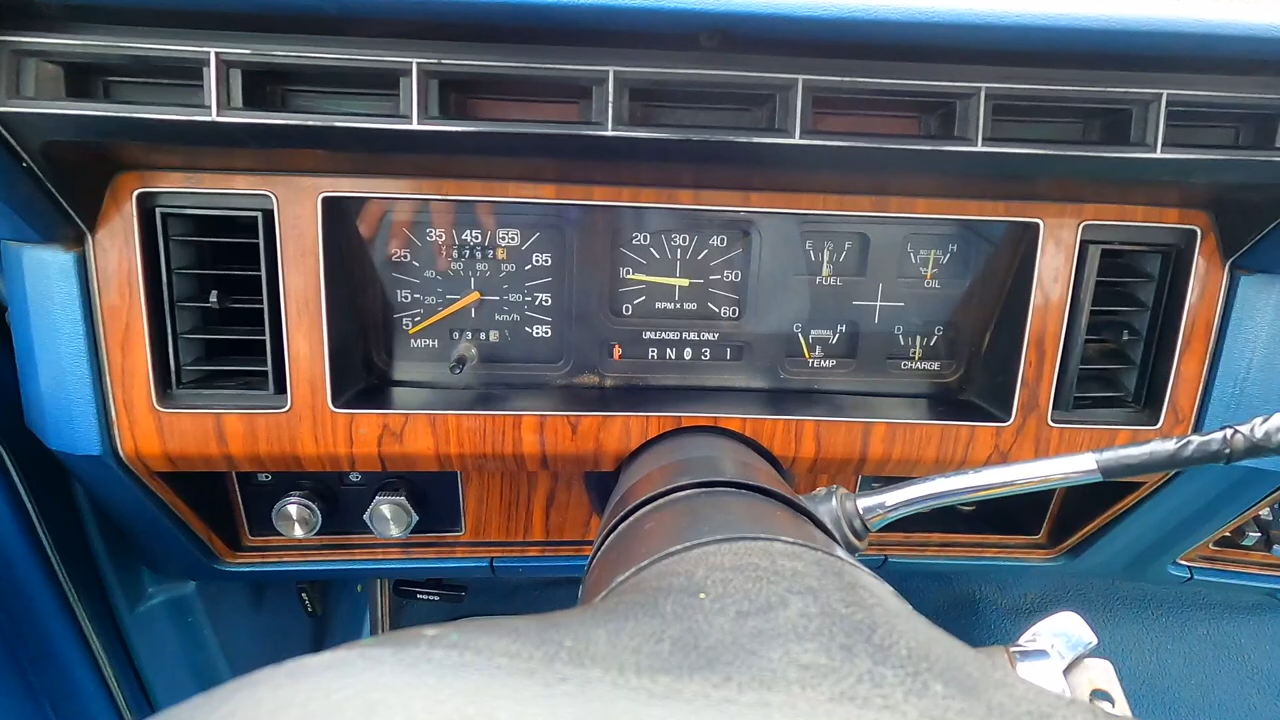 35 45 55
25 65
76792
40 60 80 100
15 20 120 75
km/h
5 85
MPH
038
20 30 40
10 50
0 60
RPM x 100
UNLEADED FUEL ONLY
P RN031
E 1/2 F
FUEL
L NORMAL H
OIL
C NORMAL H
TEMP
D C
CHARGE
HOOD